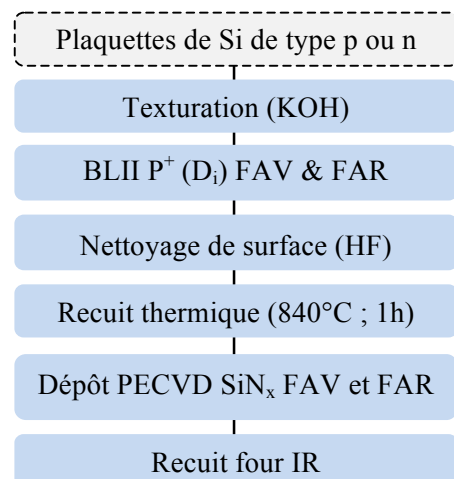 Plaquettes de Si de type p ou n
Texturation (KOH)
BLII P⁺ (Dᵢ) FAV & FAR
Nettoyage de surface (HF)
Recuit thermique (840°C ; 1h)
Dépôt PECVD SiNₓ FAV et FAR
Recuit four IR